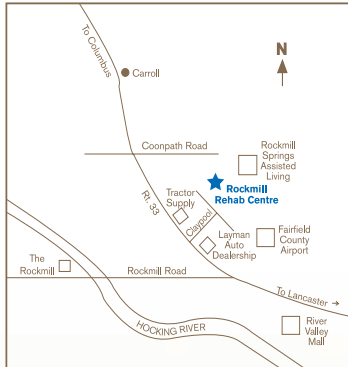 To Columbus
N
Carroll
Coonpath Road
Rockmill
Springs
Assisted
Living
Rockmill
Rehab Centre
Rt. 33
Tractor
Supply
Claypool
Layman
Auto
Dealership
Fairfield
County
Airport
The
Rockmill
Rockmill Road
To Lancaster →
HOCKING RIVER
River
Valley
Mall